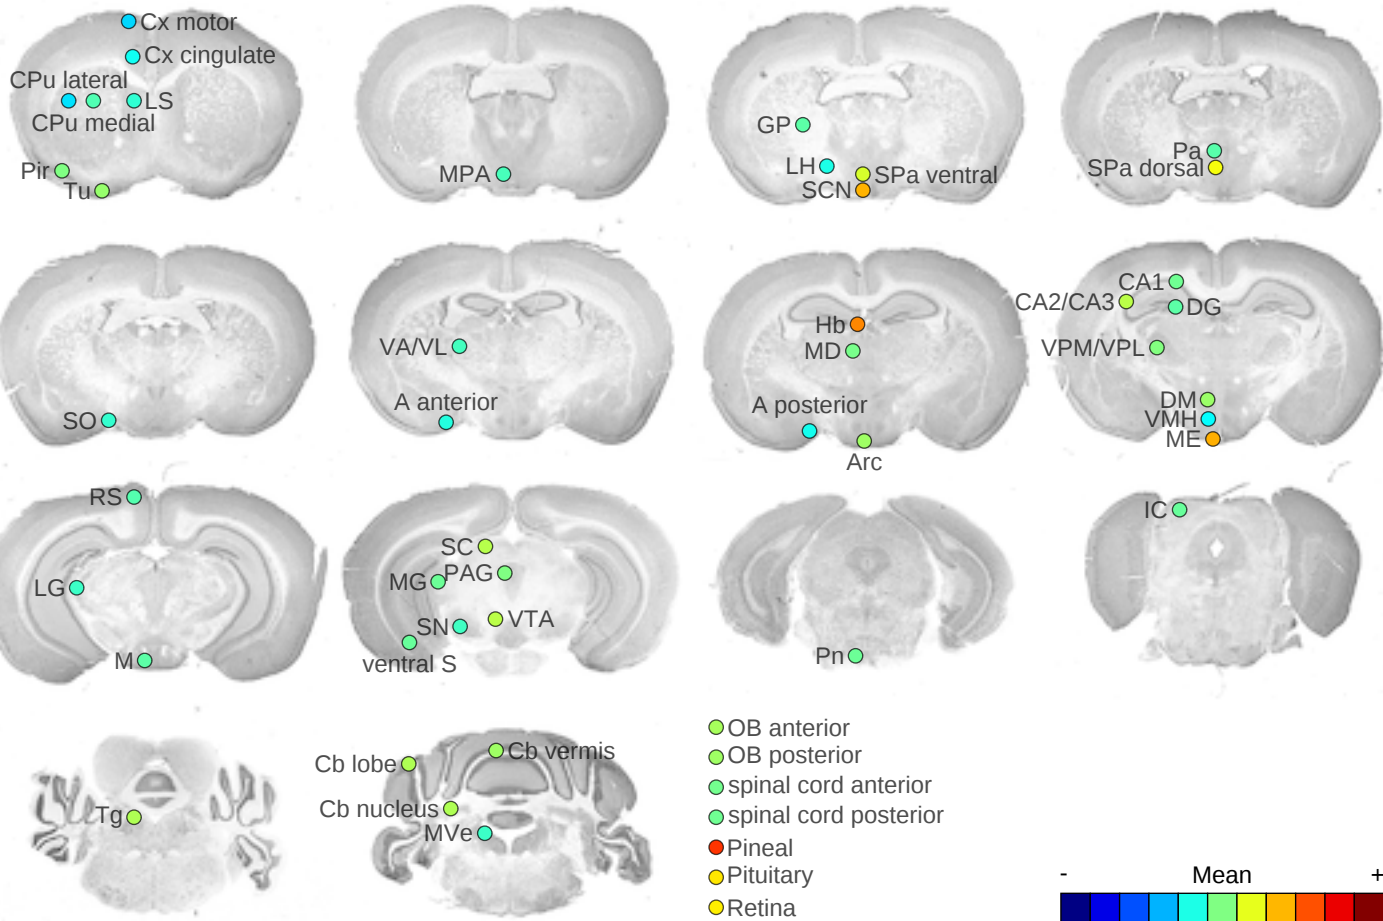 Cx motor
Cx cingulate
CPu lateral
LS
CPu medial
Pir
Tu
MPA
GP
LH
SPa ventral
SCN
Pa
SPa dorsal
SO
VA/VL
A anterior
Hb
MD
A posterior
Arc
CA1
CA2/CA3
DG
VPM/VPL
DM
VMH
ME
RS
LG
M
SC
PAG
MG
VTA
SN
ventral S
Pn
IC
Tg
Cb lobe
Cb vermis
Cb nucleus
MVe
OB anterior
OB posterior
spinal cord anterior
spinal cord posterior
Pineal
Pituitary
Retina
- Mean +